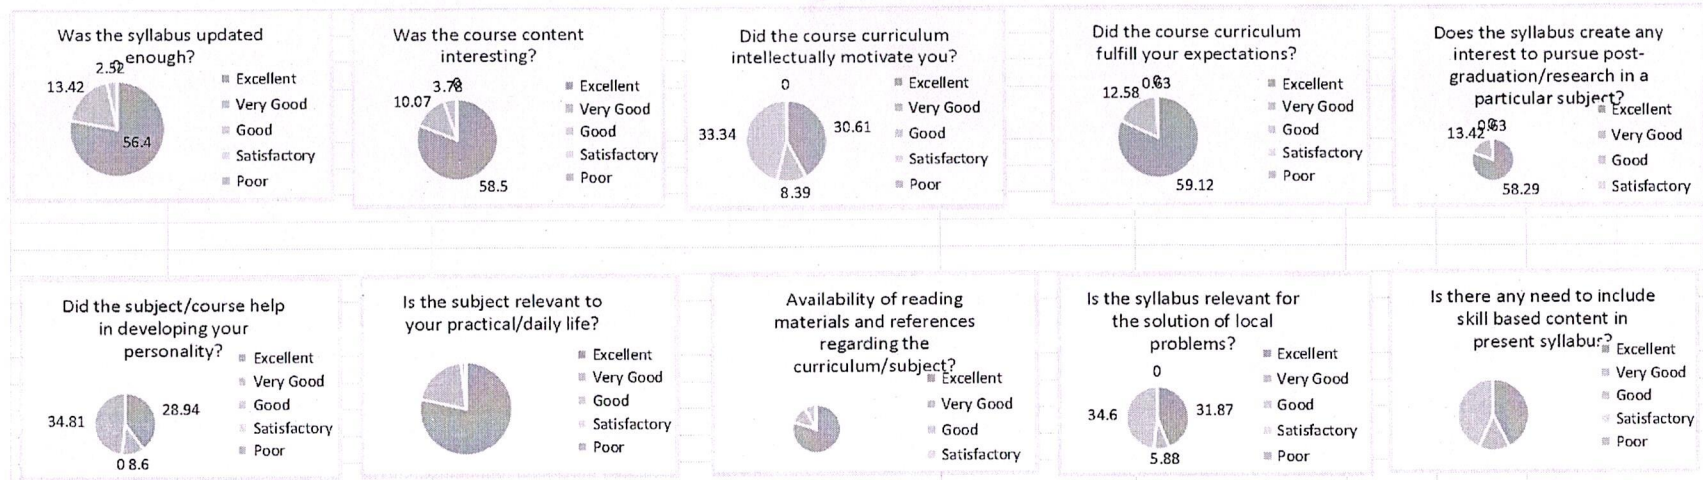 Was the syllabus updated
enough?
2.52
13.42
56.4
Excellent
Very Good
Good
Satisfactory
Poor
Was the course content
interesting?
3.78
10.07
58.5
Excellent
Very Good
Good
Satisfactory
Poor
Did the course curriculum
intellectually motivate you?
0
33.34
30.61
8.39
Excellent
Very Good
Good
Satisfactory
Poor
Did the course curriculum
fulfill your expectations?
12.58
59.12
Excellent
Very Good
Good
Satisfactory
Poor
Does the syllabus create any
interest to pursue post-
graduation/research in a
particular subject?
13.42
58.29
Excellent
Very Good
Good
Satisfactory
Did the subject/course help
in developing your
personality?
34.81
28.94
0 8.6
Excellent
Very Good
Good
Satisfactory
Poor
Is the subject relevant to
your practical/daily life?
Excellent
Very Good
Good
Satisfactory
Poor
Availability of reading
materials and references
regarding the
curriculum/subject?
Excellent
Very Good
Good
Satisfactory
Is the syllabus relevant for
the solution of local
problems?
0
34.6
31.87
5.88
Excellent
Very Good
Good
Satisfactory
Poor
Is there any need to include
skill based content in
present syllabus?
Excellent
Very Good
Good
Satisfactory
Poor